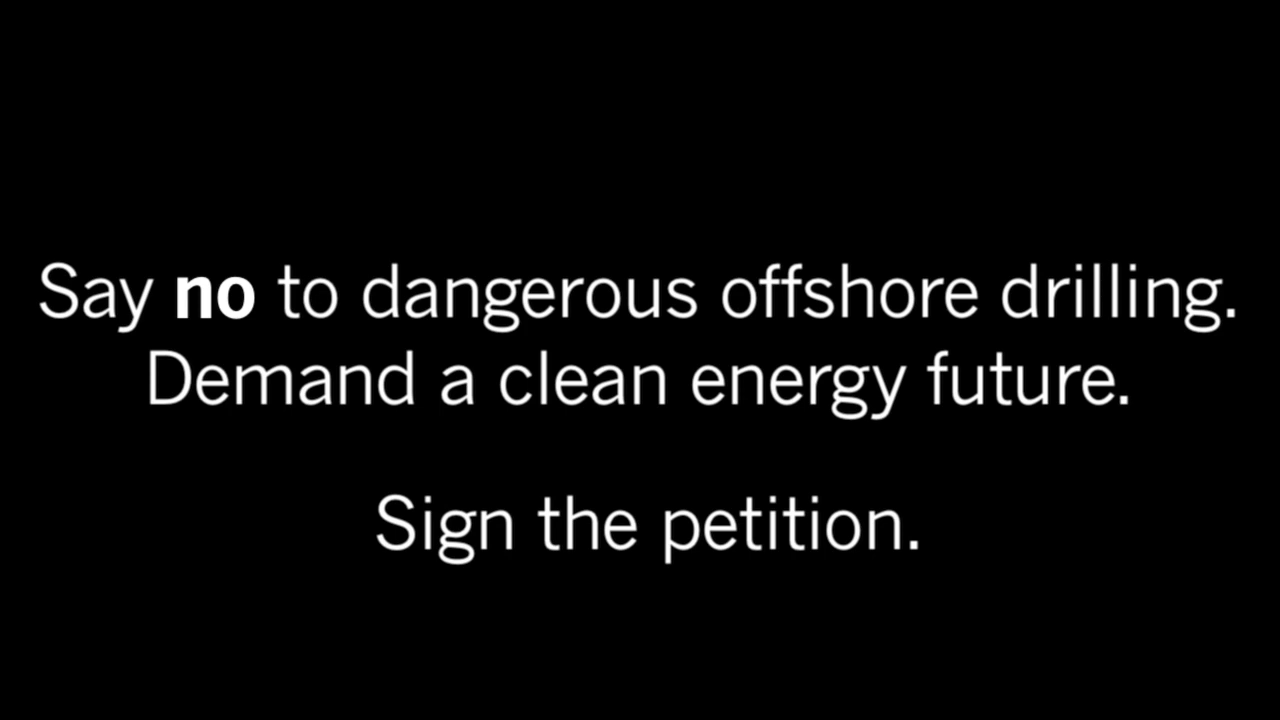 Say no to dangerous offshore drilling.
Demand a clean energy future.
Sign the petition.